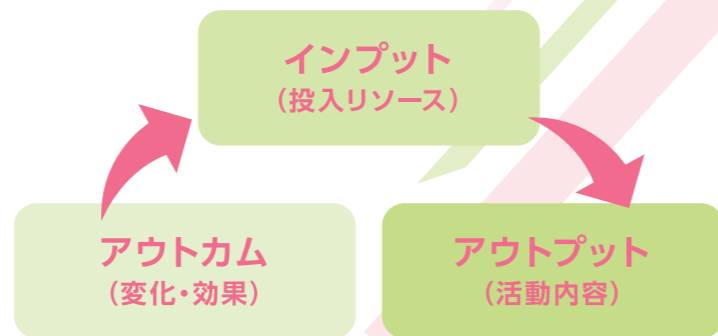 インプット
（投入リソース）
アウトカム
（変化・効果）
アウトプット
（活動内容）